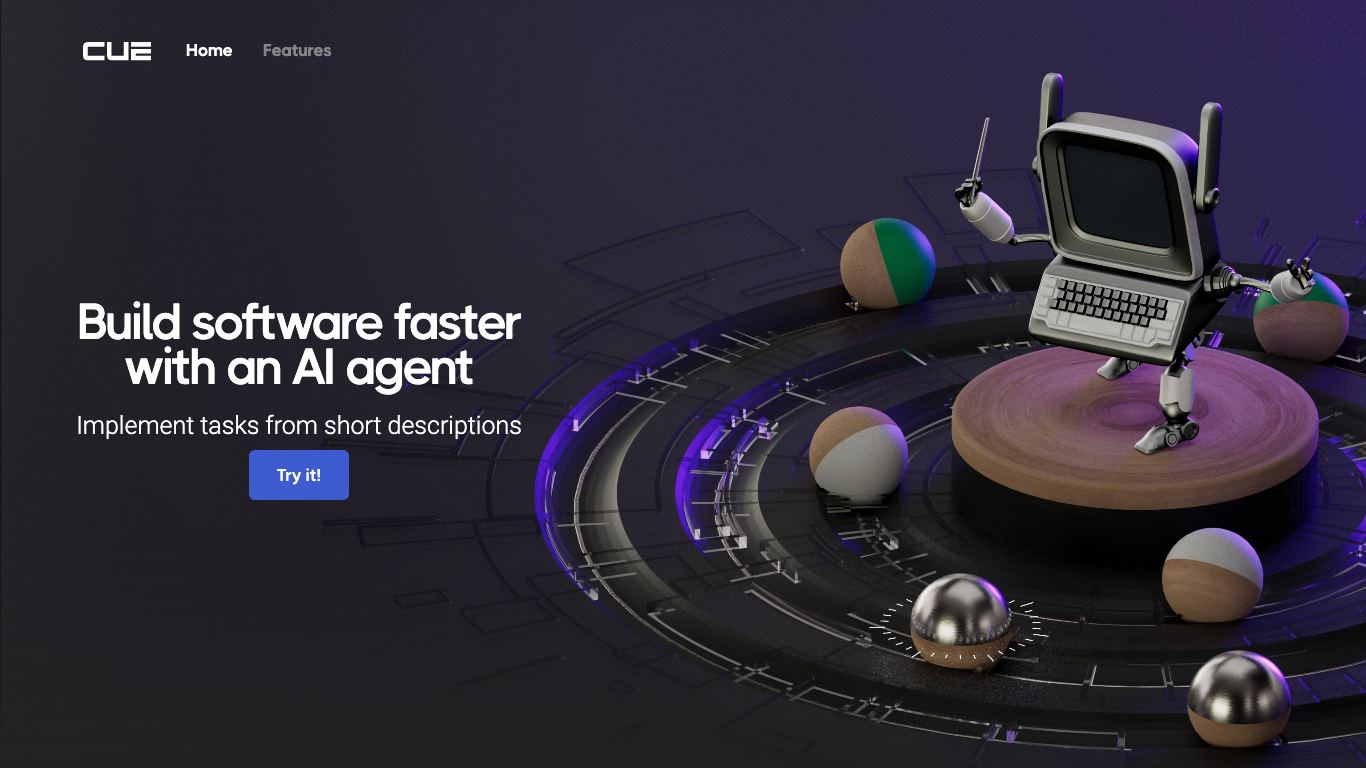 CUE
Home
Features
Build software faster
with an AI agent
Implement tasks from short descriptions
Try it!